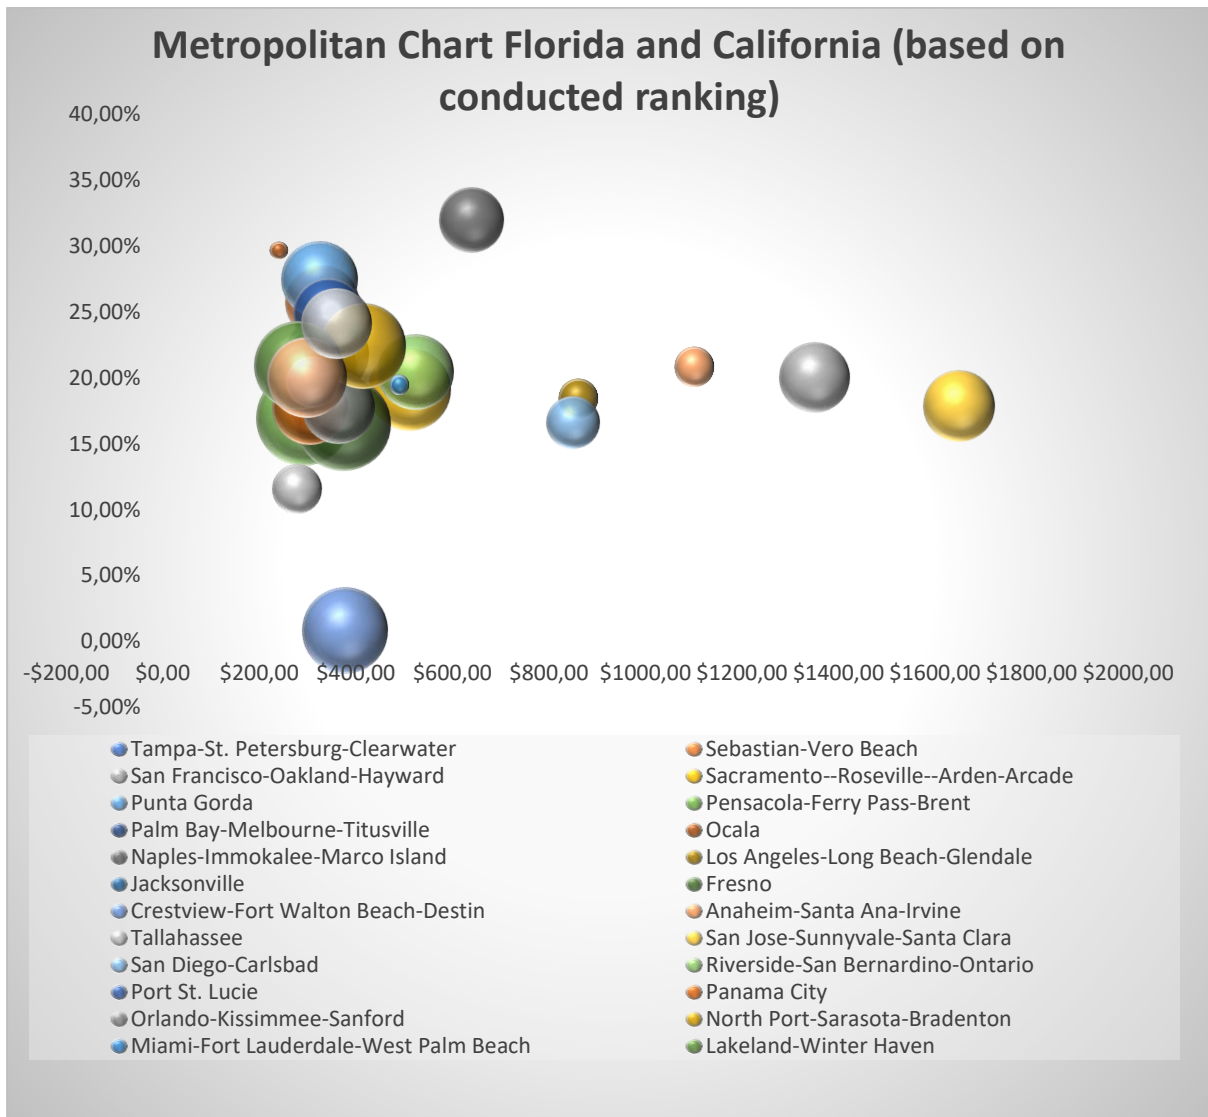 Metropolitan Chart Florida and California (based on
conducted ranking)
40,00%
35,00%
30,00%
25,00%
20,00%
15,00%
10,00%
5,00%
0,00%
-$200,00 $0,00 $200,00 $400,00 $600,00 $800,00 $1000,00 $1200,00 $1400,00 $1600,00 $1800,00 $2000,00
-5,00%
Tampa-St. Petersburg-Clearwater
Sebastian-Vero Beach
San Francisco-Oakland-Hayward
Sacramento--Roseville--Arden-Arcade
Punta Gorda
Pensacola-Ferry Pass-Brent
Palm Bay-Melbourne-Titusville
Ocala
Naples-Immokalee-Marco Island
Los Angeles-Long Beach-Glendale
Jacksonville
Fresno
Crestview-Fort Walton Beach-Destin
Anaheim-Santa Ana-Irvine
Tallahassee
San Jose-Sunnyvale-Santa Clara
San Diego-Carlsbad
Riverside-San Bernardino-Ontario
Port St. Lucie
Panama City
Orlando-Kissimmee-Sanford
North Port-Sarasota-Bradenton
Miami-Fort Lauderdale-West Palm Beach
Lakeland-Winter Haven